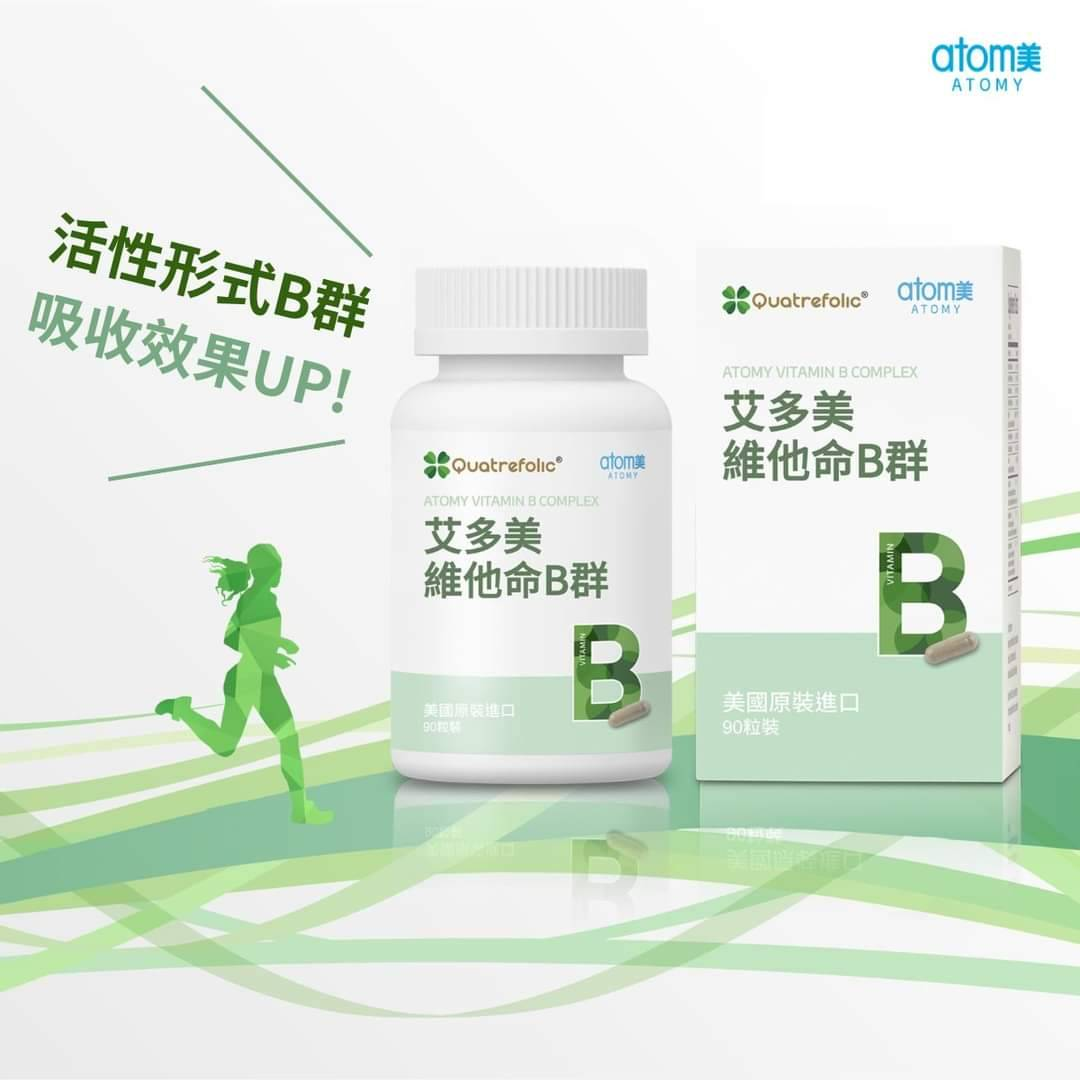 atom美
ATOMY
活性形式B群
吸收效果UP!
Quatrefolic®
atom美
ATOMY
ATOMY VITAMIN B COMPLEX
艾多美
維他命B群
VITAMIN
B
美國原裝進口
90粒裝
Quatrefolic®
atom美
ATOMY
ATOMY VITAMIN B COMPLEX
艾多美
維他命B群
VITAMIN
B
美國原裝進口
90粒裝